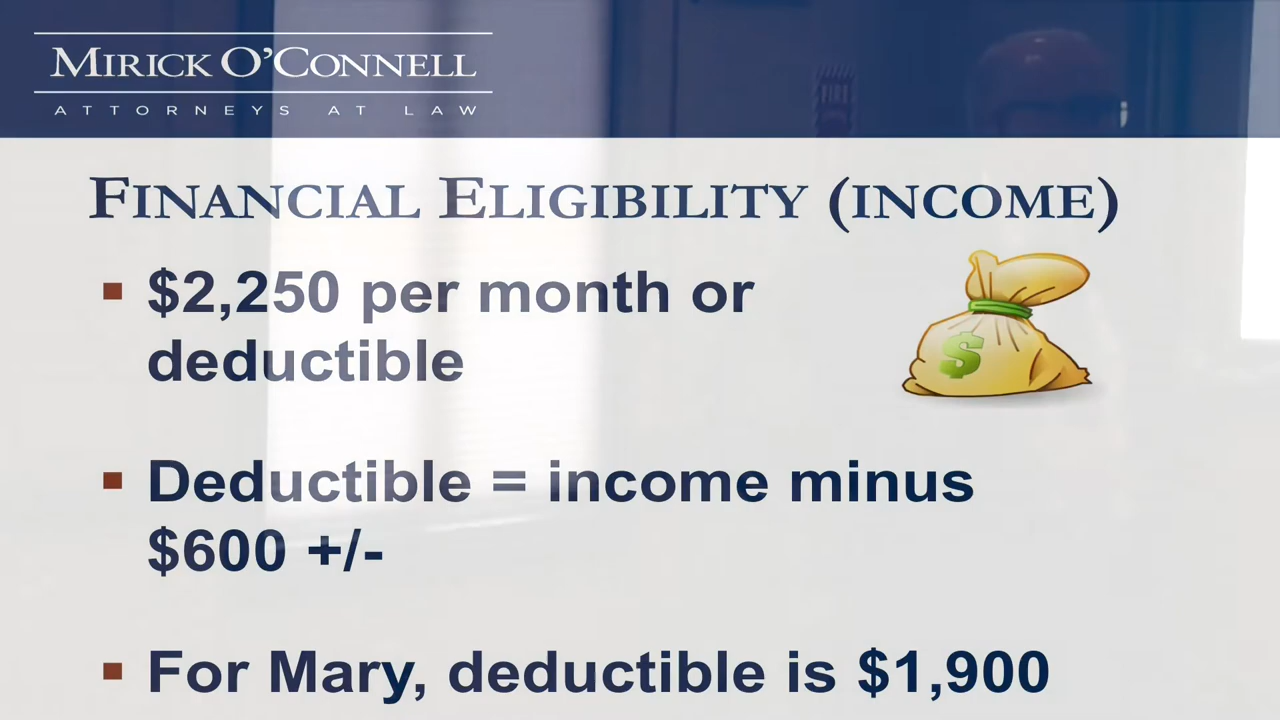 MIRICK O'CONNELL
ATTORNEYS AT LAW
FINANCIAL ELIGIBILITY (INCOME)
$2,250 per month or
deductible
$
Deductible = income minus
$600 +/-
For Mary, deductible is $1,900